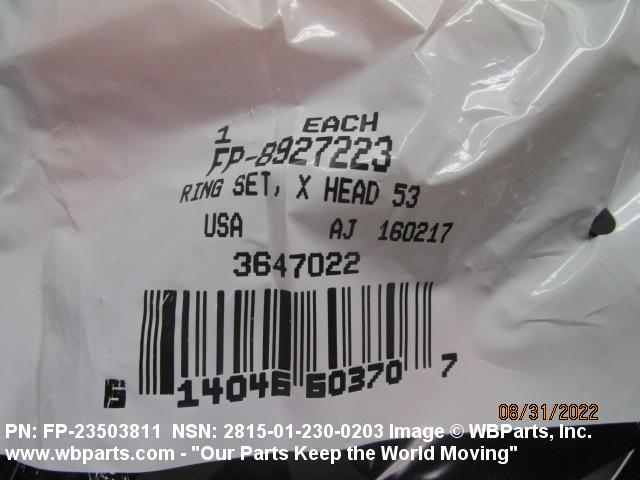 1 EACH
FP-8927223
RING SET, X HEAD 53
USA AJ 160217
3647022
6 14046 60370 7
08/31/2022
PN: FP-23503811 NSN: 2815-01-230-0203 Image © WBParts, Inc.
www.wbparts.com - "Our Parts Keep the World Moving"